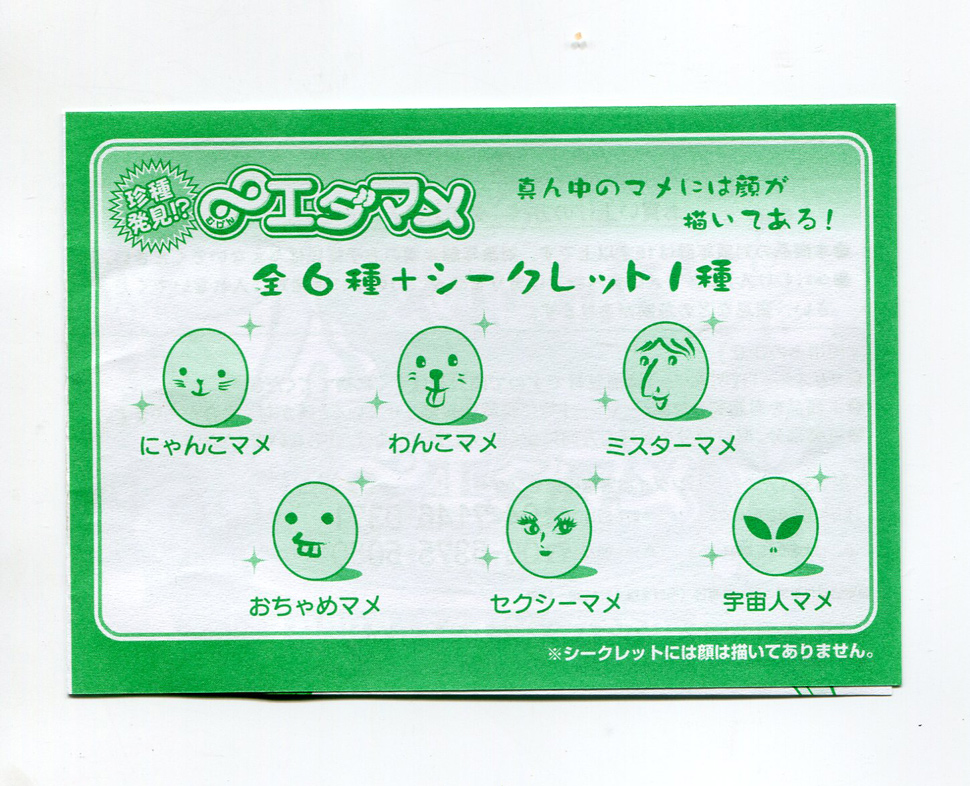 珍種
発見!?
∞エダマメ
むげん
真ん中のマメには顔が
描いてある!
全6種+シークレット1種
にゃんこマメ
わんこマメ
ミスターマメ
おちゃめマメ
セクシーマメ
宇宙人マメ
※シークレットには顔は描いてありません。